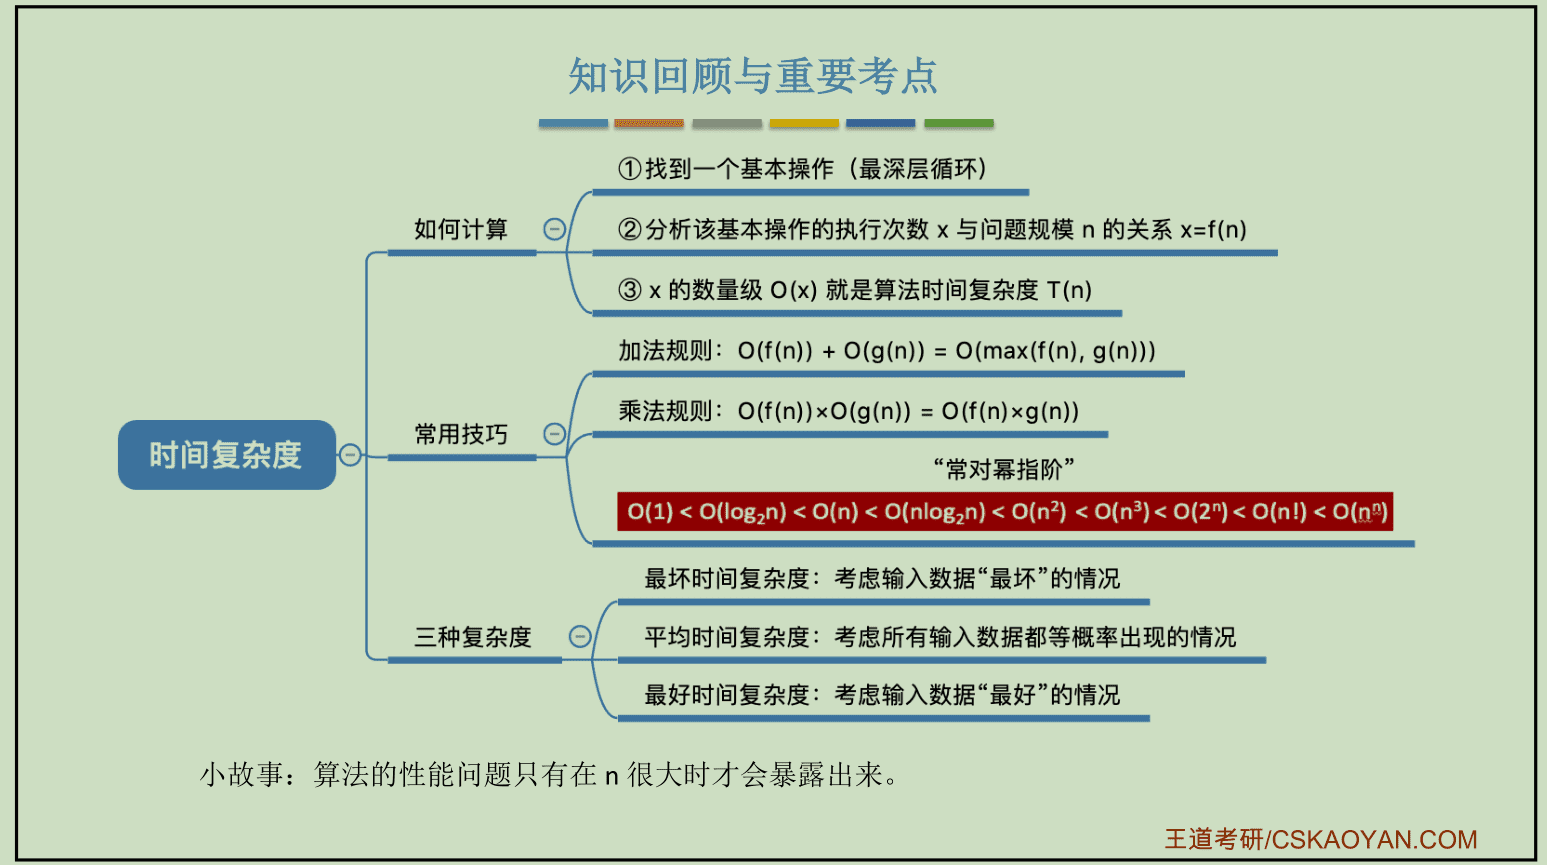 知识回顾与重要考点
①找到一个基本操作（最深层循环）
如何计算
②分析该基本操作的执行次数 x 与问题规模 n 的关系 x=f(n)
③ x 的数量级 O(x) 就是算法时间复杂度 T(n)
加法规则：O(f(n)) + O(g(n)) = O(max(f(n), g(n)))
乘法规则：O(f(n))×O(g(n)) = O(f(n)×g(n))
常用技巧
时间复杂度
“常对幂指阶”
O(1) < O(log₂n) < O(n) < O(nlog₂n) < O(n²) < O(n³) < O(2ⁿ) < O(n!) < O(nⁿ)
最坏时间复杂度：考虑输入数据“最坏”的情况
三种复杂度
平均时间复杂度：考虑所有输入数据都等概率出现的情况
最好时间复杂度：考虑输入数据“最好”的情况
小故事：算法的性能问题只有在 n 很大时才会暴露出来。
王道考研/CSKAOYAN.COM